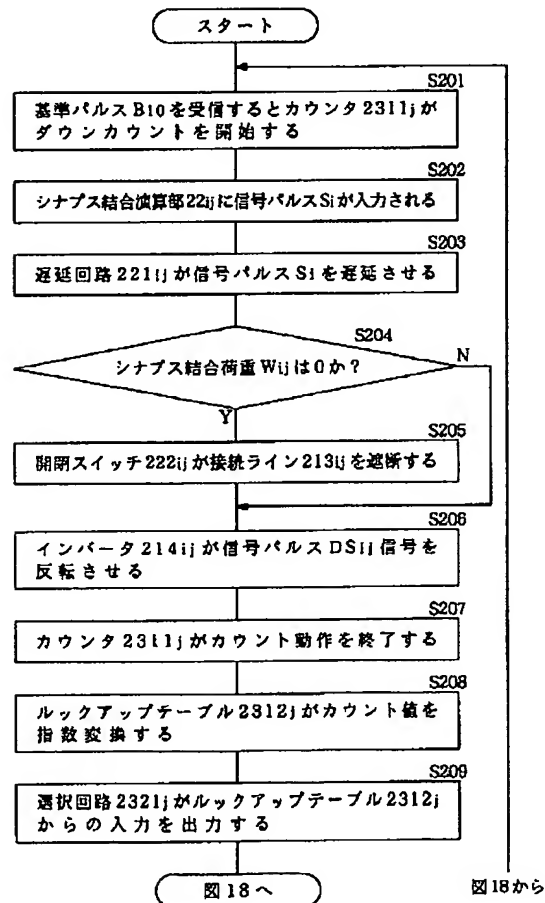 スタート
S201
基準パルスB10を受信するとカウンタ2311jが
ダウンカウントを開始する
S202
シナプス結合演算部22ijに信号パルスSiが入力される
S203
遅延回路221ijが信号パルスSiを遅延させる
S204
シナプス結合荷重Wijは0か?
N
Y
S205
開閉スイッチ222ijが接続ライン213ijを遮断する
S206
インバータ214ijが信号パルスDSij信号を
反転させる
S207
カウンタ2311jがカウント動作を終了する
S208
ルックアップテーブル2312jがカウント値を
指数変換する
S209
選択回路2321jがルックアップテーブル2312j
からの入力を出力する
図18へ
図18から